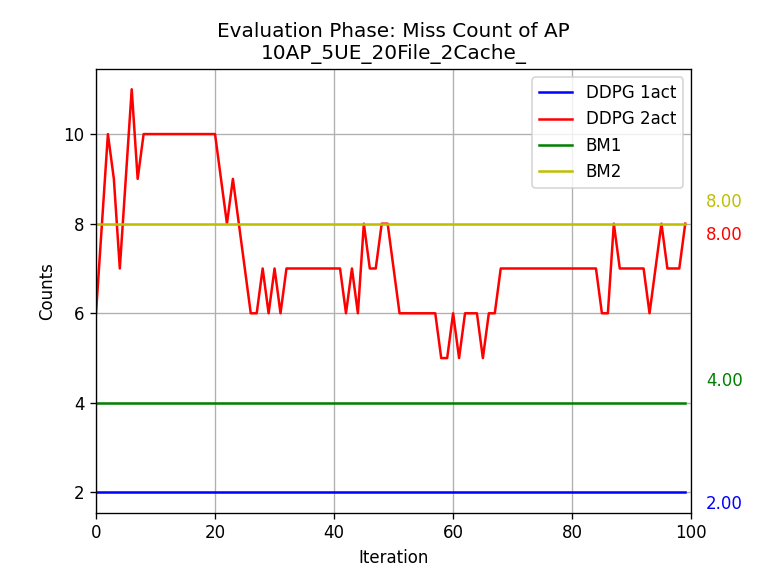 Evaluation Phase: Miss Count of AP
10AP_5UE_20File_2Cache_
DDPG 1act
DDPG 2act
BM1
BM2
10
8
6
4
2
Counts
8.00
8.00
4.00
2.00
0
20
40
60
80
100
Iteration